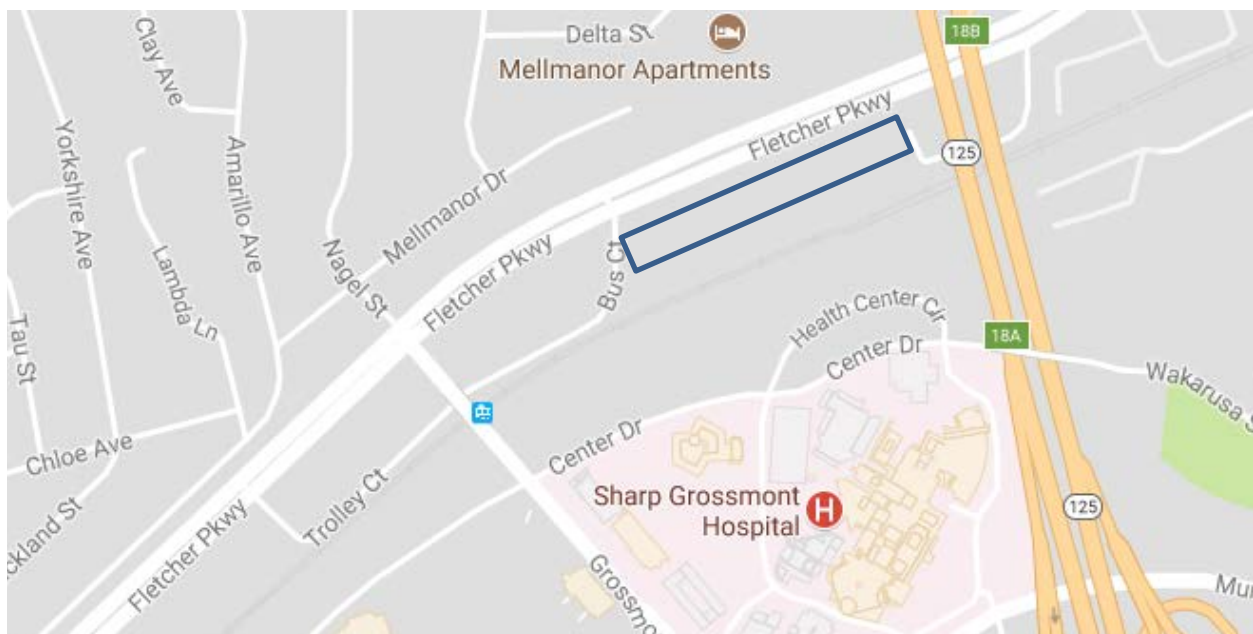 Clay Ave
Delta St
Mellmanor Apartments
18B
Yorkshire Ave
Amarillo Ave
Fletcher Pkwy
125
Mellmanor Dr
Nagel St
Lambda Ln
Fletcher Pkwy
Bus Ct
Tau St
Health Center Cir
18A
Center Dr
Wakarusa S
Chloe Ave
Center Dr
Sharp Grossmont
Hospital
H
125
Trolley Ct
ckland St
Fletcher Pkwy
Grossmo
Mur